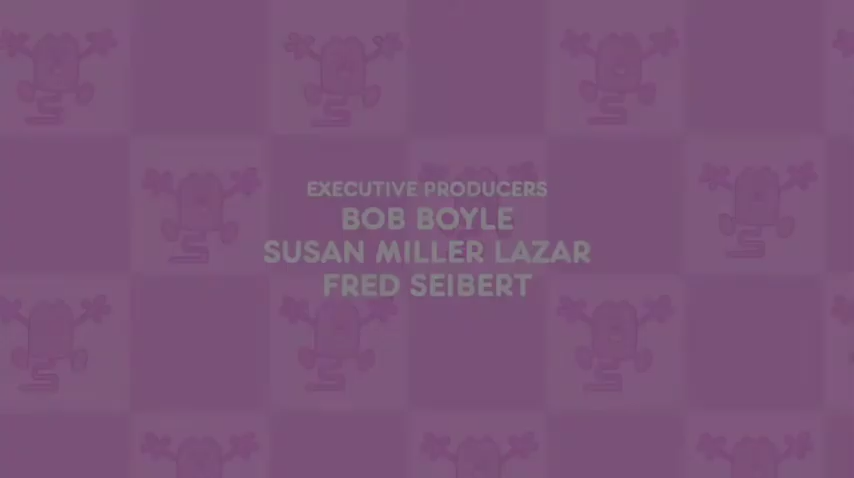 EXECUTIVE PRODUCERS
BOB BOYLE
SUSAN MILLER LAZAR
FRED SEIBERT